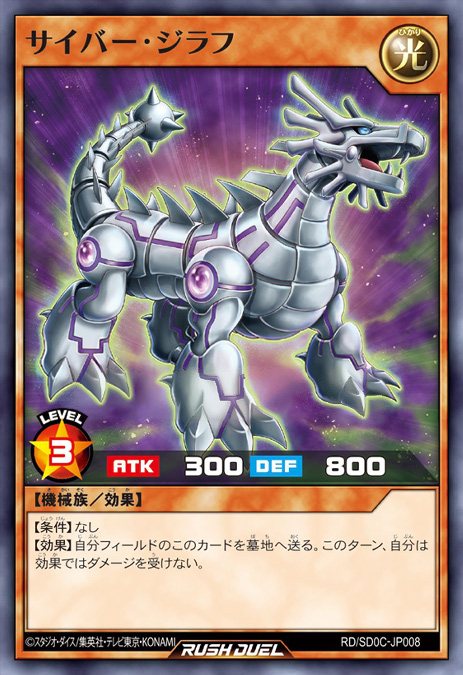 サイバー・ジラフ
ひかり
光
LEVEL
3
ATK 300 DEF 800
【機械族／効果】
【条件】なし
【効果】自分フィールドのこのカードを墓地へ送る。このターン、自分は
効果ではダメージを受けない。
©スタジオ・ダイス/集英社・テレビ東京・KONAMI
RUSH DUEL
RD/SD0C-JP008